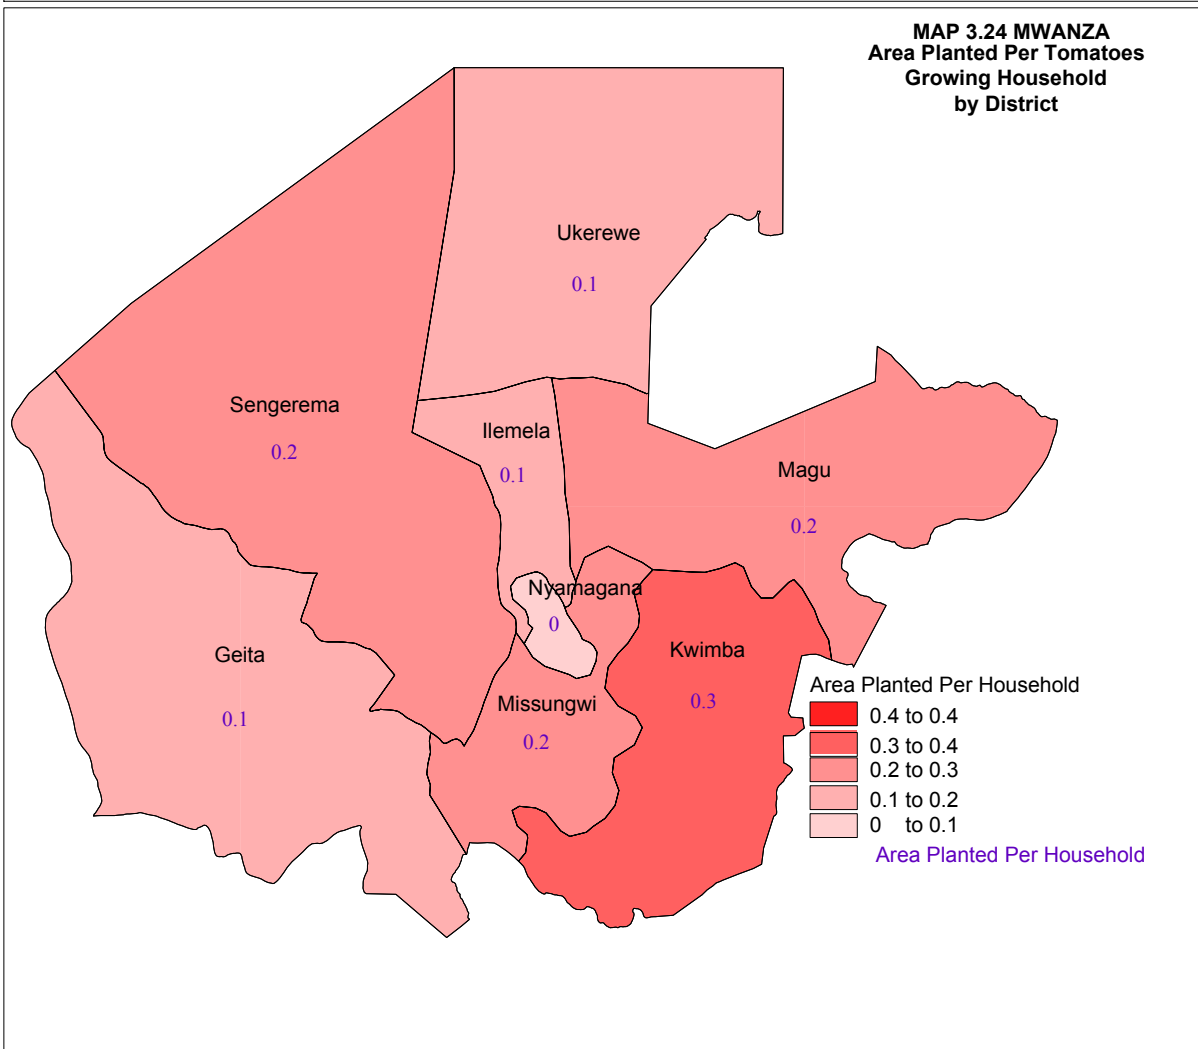 MAP 3.24 MWANZA
Area Planted Per Tomatoes
Growing Household
by District
Ukerewe
0.1
Sengerema
0.2
Ilemela
0.1
Magu
0.2
Nyamagana
0
Geita
0.1
Kwimba
0.3
Missungwi
0.2
Area Planted Per Household
0.4 to 0.4
0.3 to 0.4
0.2 to 0.3
0.1 to 0.2
0 to 0.1
Area Planted Per Household